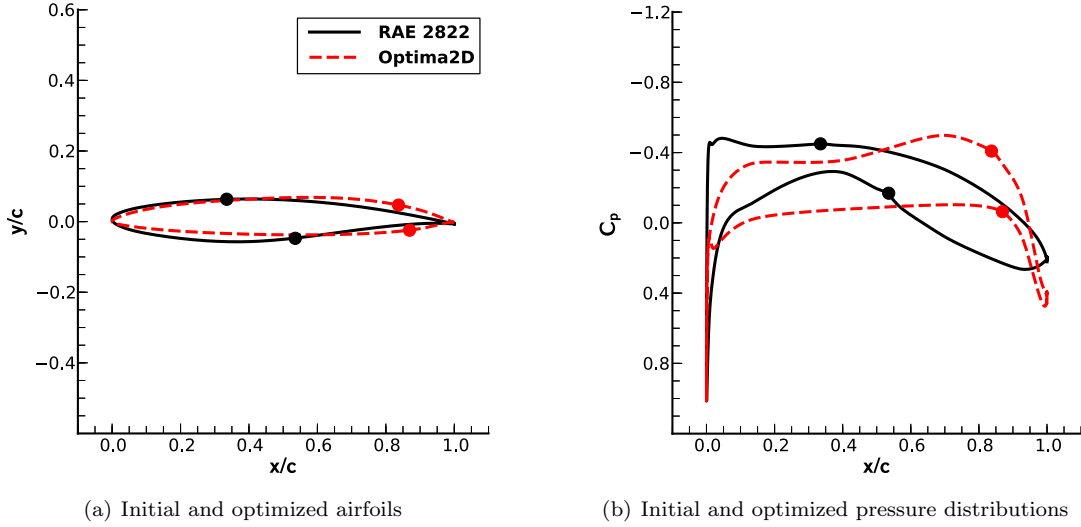 0.6
0.4
0.2
0.0
−0.2
−0.4
y/c
0.0 0.2 0.4 0.6 0.8 1.0
x/c
RAE 2822
Optima2D
(a) Initial and optimized airfoils
−1.2
−0.8
−0.4
0.0
0.4
0.8
Cₚ
0.0 0.2 0.4 0.6 0.8 1.0
x/c
(b) Initial and optimized pressure distributions